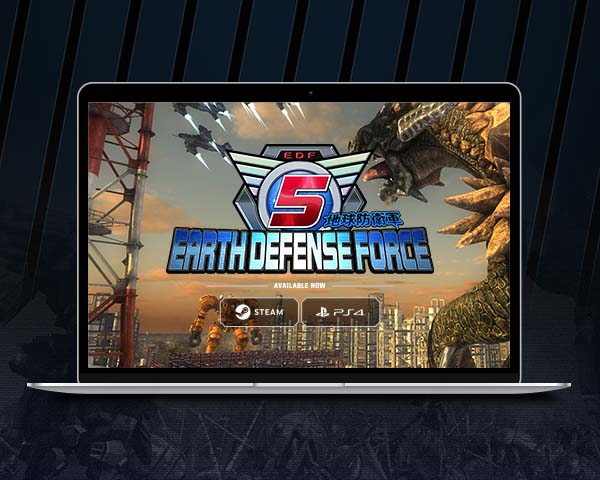 EDF
5
地球防衛軍
EARTH DEFENSE FORCE
AVAILABLE NOW
STEAM
PS4